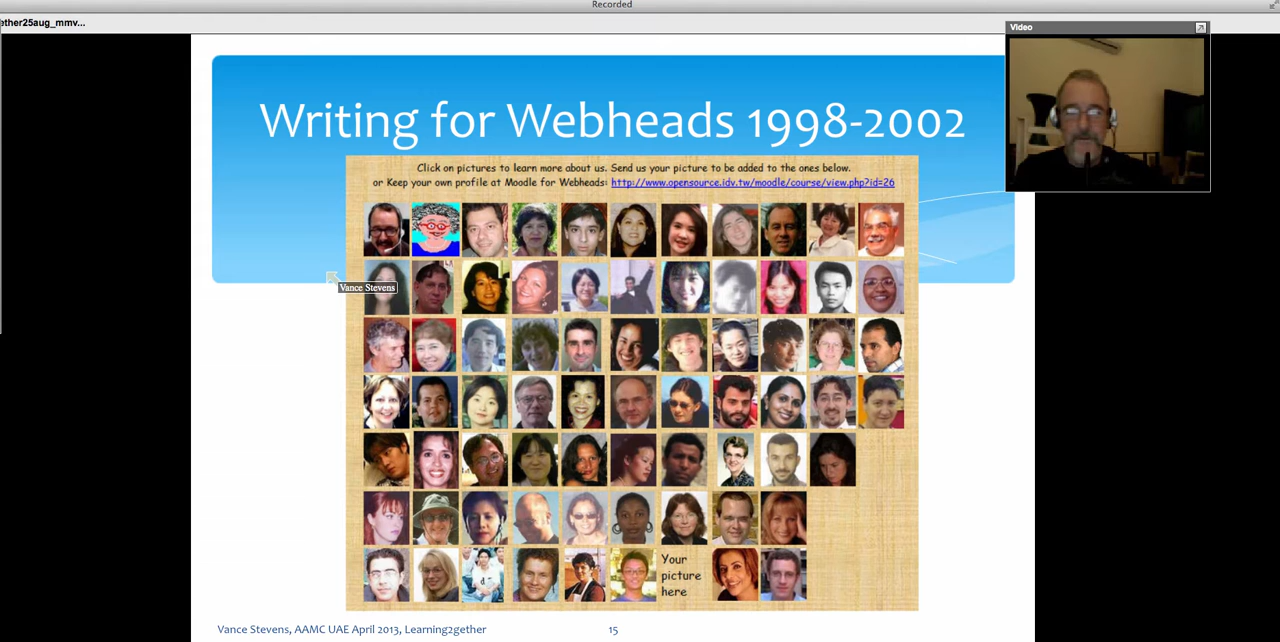 Recorded
ether25aug_mmv...
Video
Writing for Webheads 1998-2002
Click on pictures to learn more about us. Send us your picture to be added to the ones below.
or Keep your own profile at Moodle for Webheads: http://www.opensource.idv.tw/moodle/course/view.php?id=26
Vance Stevens
Your
picture
here
Vance Stevens, AAMC UAE April 2013, Learning2gether
15